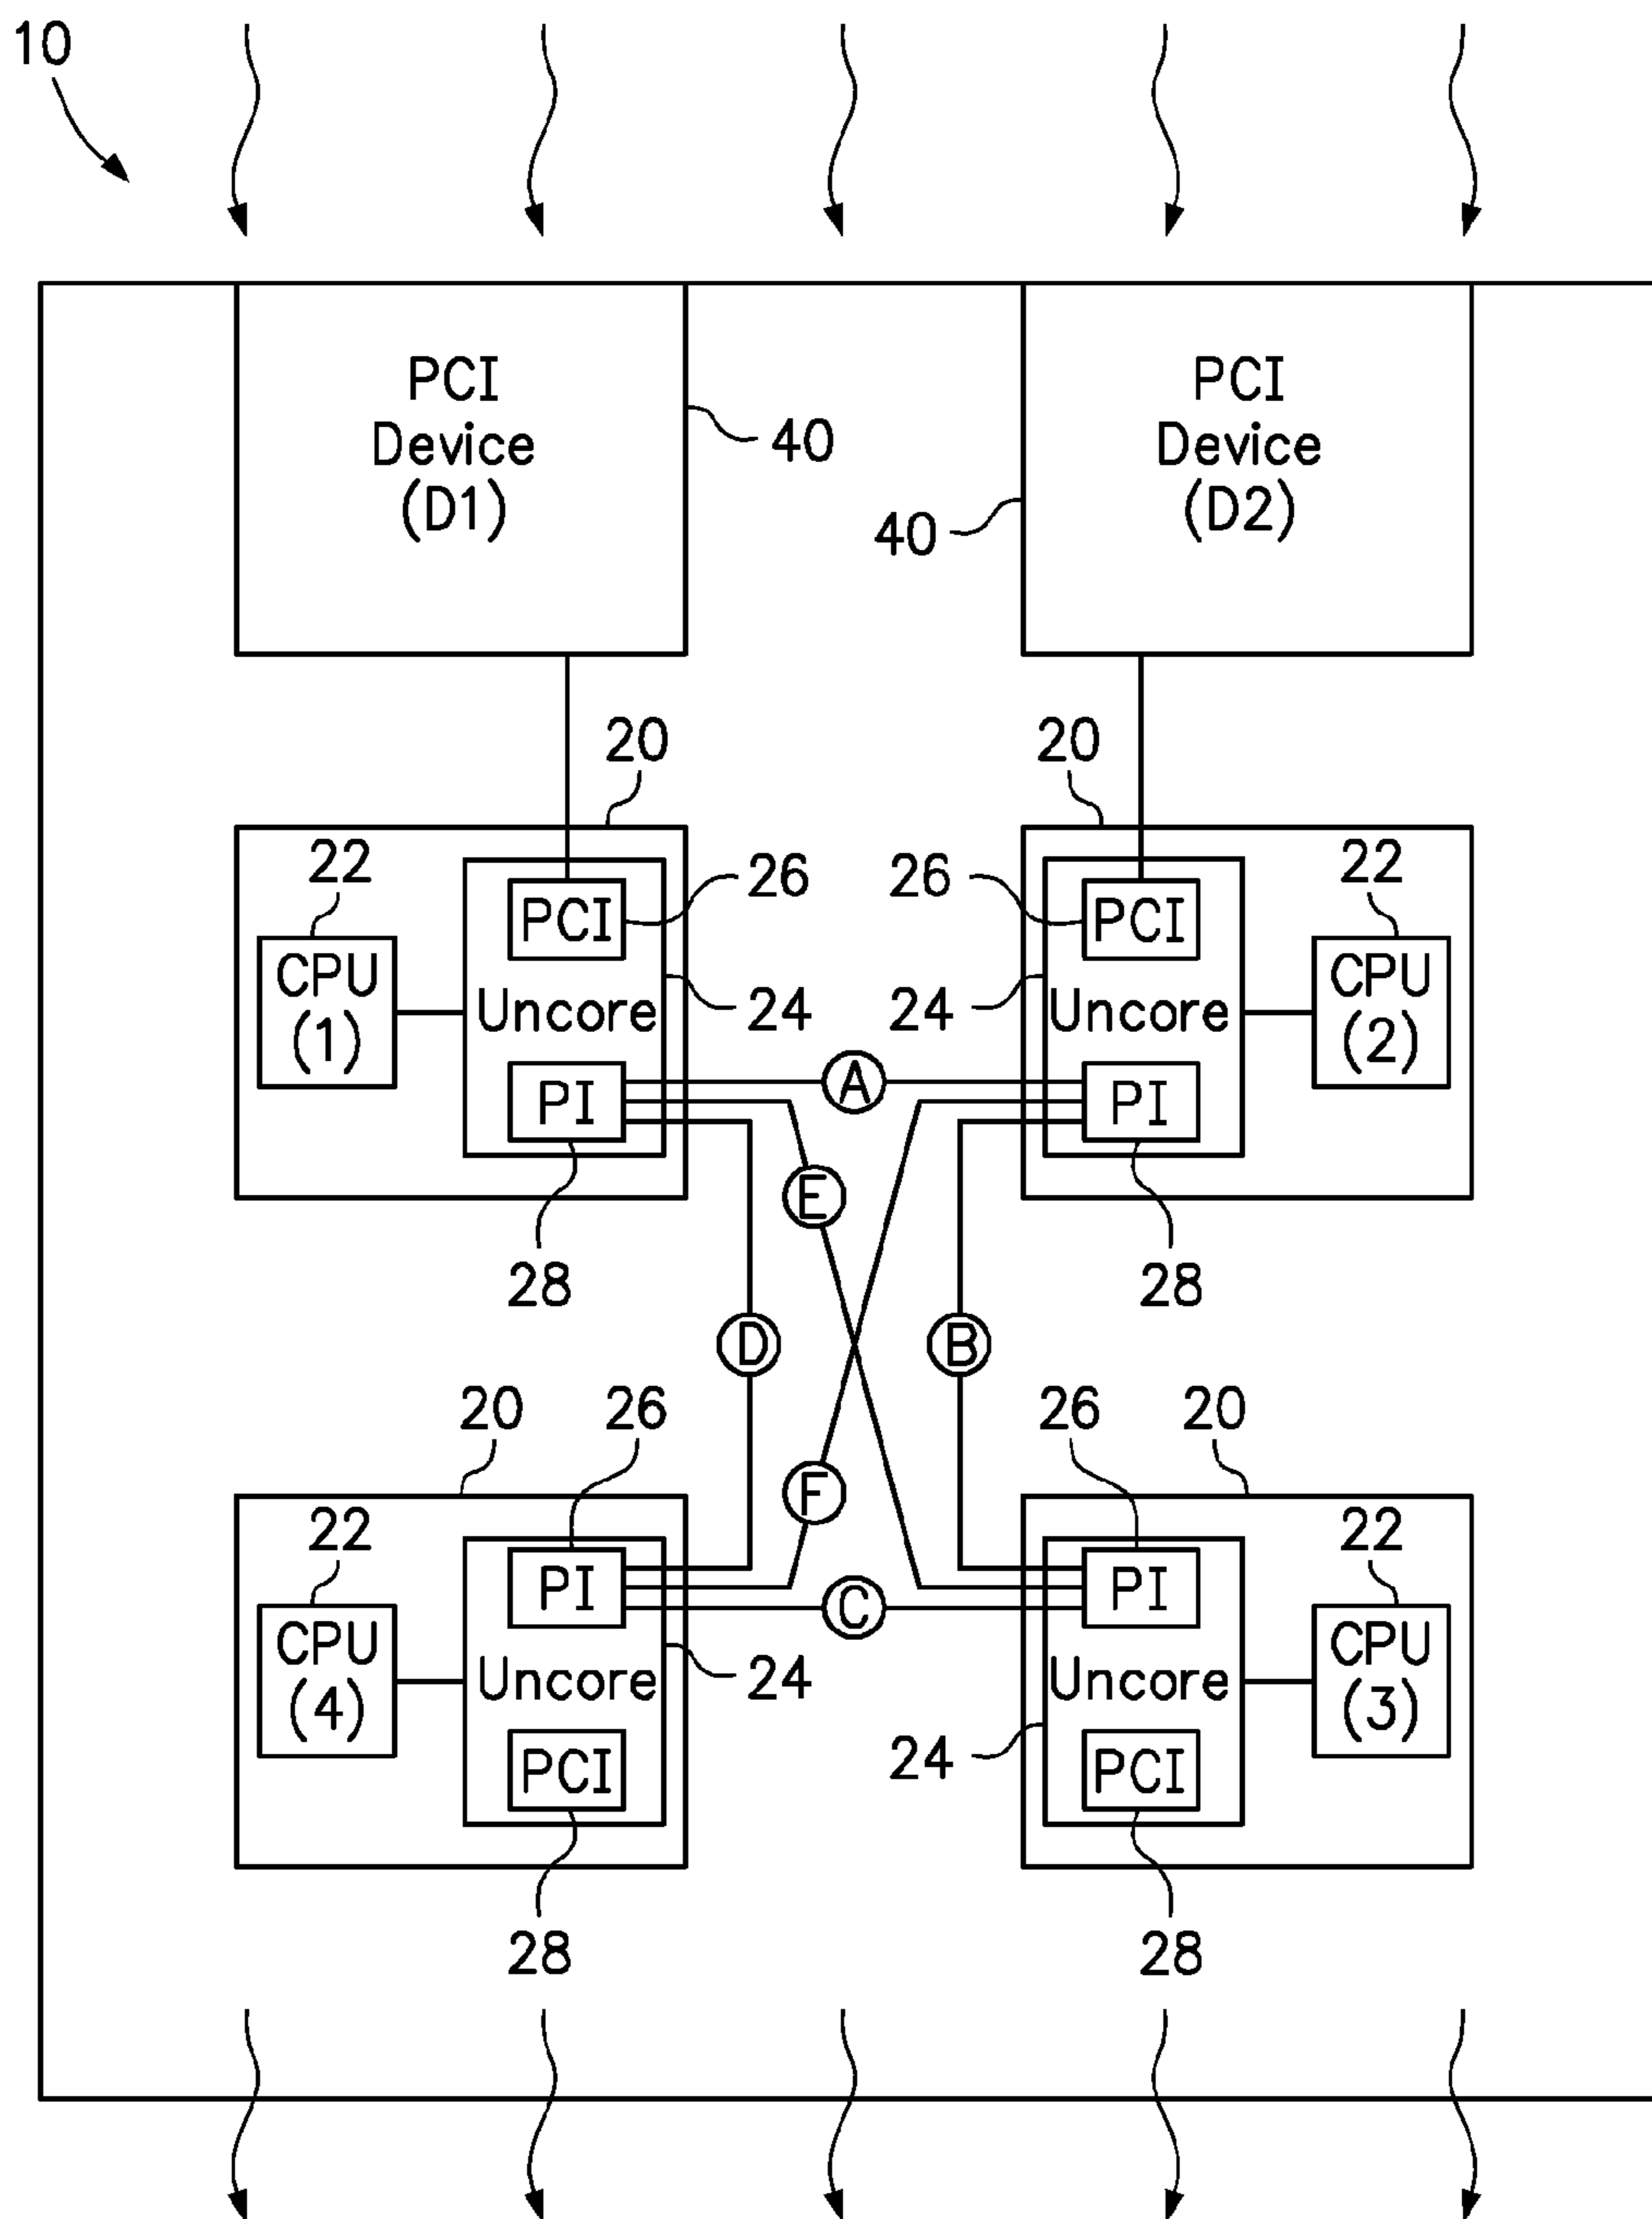 10
PCI
Device
(D1)
40
PCI
Device
(D2)
40
20
20
22
26
26
22
PCI
PCI
CPU
(1)
Uncore
24
24
Uncore
CPU
(2)
PI
A
PI
E
28
28
D
B
20
26
26
20
22
F
22
PI
C
PI
CPU
(4)
Uncore
24
Uncore
CPU
(3)
24
PCI
PCI
28
28